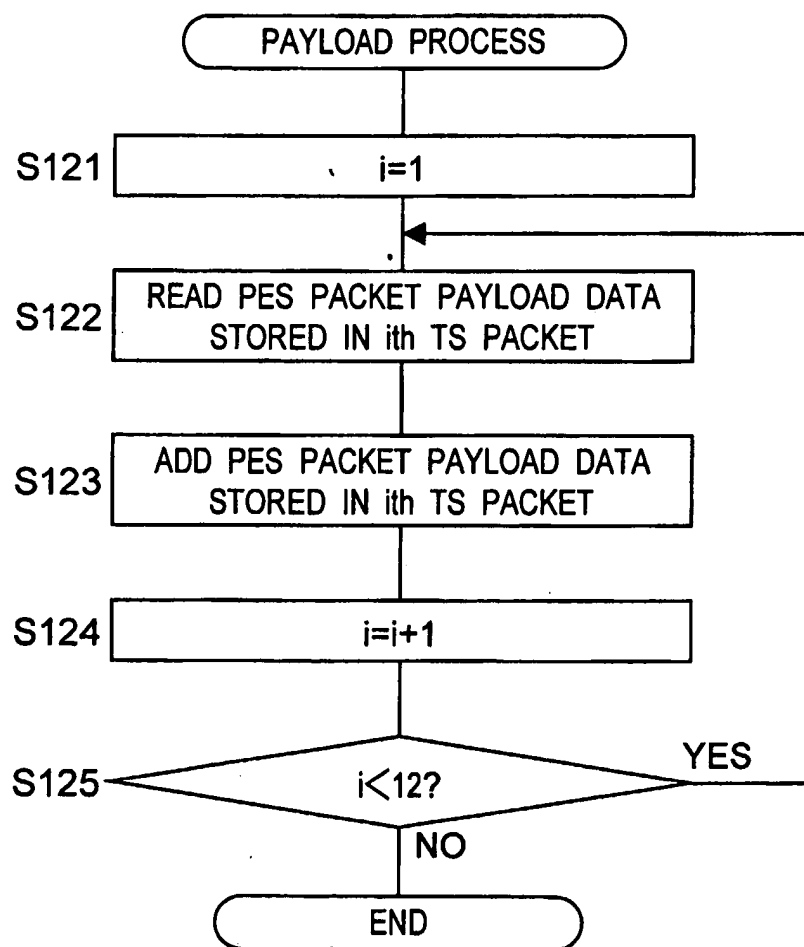 PAYLOAD PROCESS
S121
i=1
S122
READ PES PACKET PAYLOAD DATA
STORED IN ith TS PACKET
S123
ADD PES PACKET PAYLOAD DATA
STORED IN ith TS PACKET
S124
i=i+1
S125
i<12?
YES
NO
END